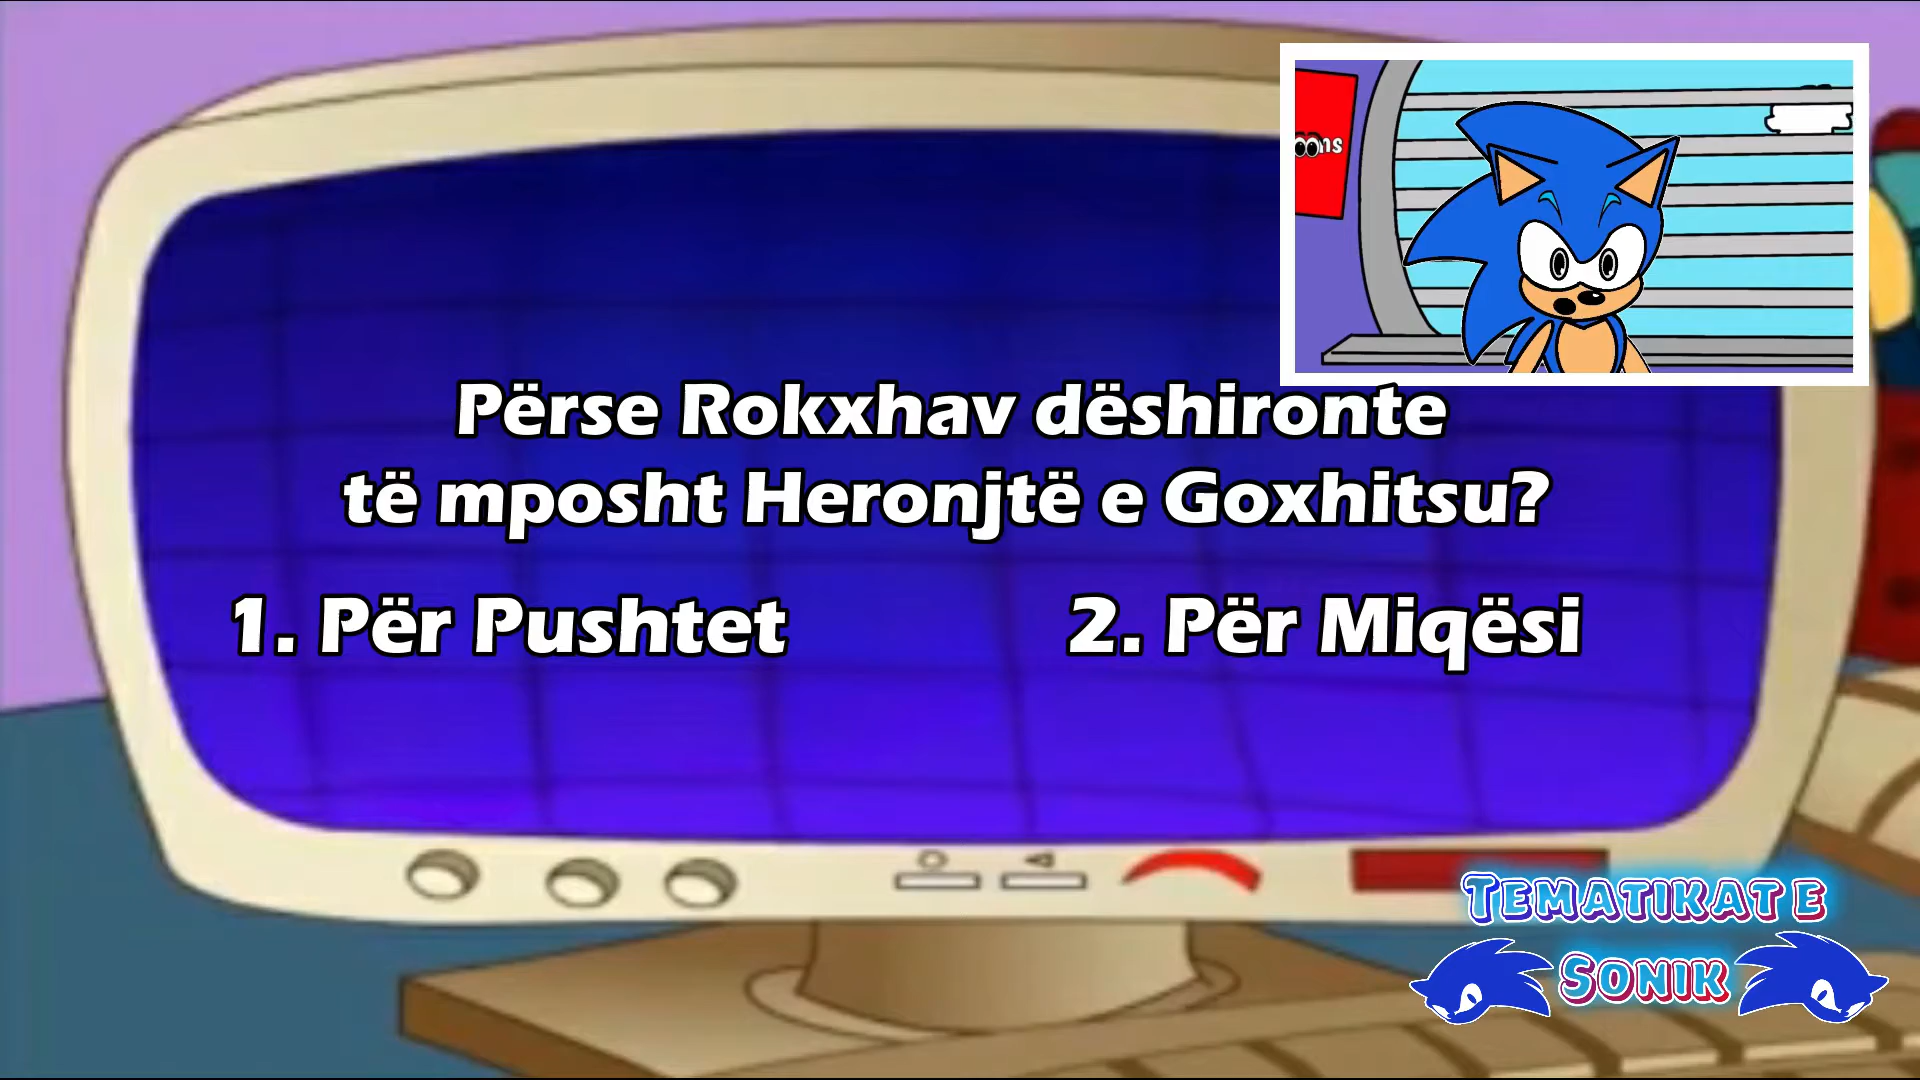 Përse Rokxhav dëshironte
të mposht Heronjtë e Goxhitsu?
1. Për Pushtet
2. Për Miqësi
TEMATIKAT E
SONIK